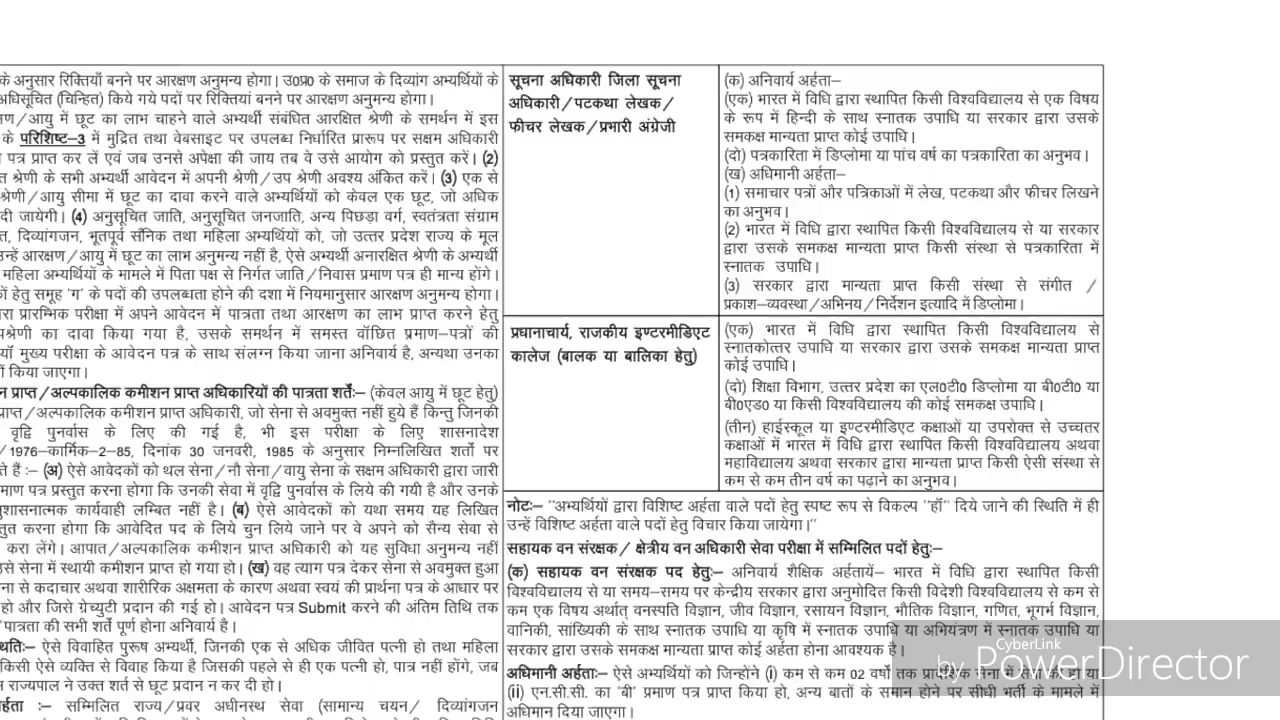 के अनुसार रिक्तियाँ बनने पर आरक्षण अनुमन्य होगा। उ0प्र0 के समाज के दिव्यांग अभ्यर्थियों के
अधिसूचित (चिन्हित) किये गये पदों पर रिक्तियां बनने पर आरक्षण अनुमन्य होगा।
/आयु में छूट का लाभ चाहने वाले अभ्यर्थी संबंधित आरक्षित श्रेणी के समर्थन में इस
के परिशिष्ट–3 में मुद्रित तथा वेबसाइट पर उपलब्ध निर्धारित प्रारूप पर सक्षम अधिकारी
पत्र प्राप्त कर लें एवं जब उनसे अपेक्षा की जाय तब वे उसे आयोग को प्रस्तुत करें। (2)
त श्रेणी के सभी अभ्यर्थी आवेदन में अपनी श्रेणी/उप श्रेणी अवश्य अंकित करें। (3) एक से
श्रेणी/आयु सीमा में छूट का दावा करने वाले अभ्यर्थियों को केवल एक छूट, जो अधिक
दी जायेगी। (4) अनुसूचित जाति, अनुसूचित जनजाति, अन्य पिछड़ा वर्ग, स्वतंत्रता संग्राम
त, दिव्यांगजन, भूतपूर्व सैनिक तथा महिला अभ्यर्थियों को, जो उत्तर प्रदेश राज्य के मूल
उन्हें आरक्षण/आयु में छूट का लाभ अनुमन्य नहीं है, ऐसे अभ्यर्थी अनारक्षित श्रेणी के अभ्यर्थी
महिला अभ्यर्थियों के मामले में पिता पक्ष से निर्गत जाति/निवास प्रमाण पत्र ही मान्य होंगे।
हेतु समूह 'ग' के पदों की उपलब्धता होने की दशा में नियमानुसार आरक्षण अनुमन्य होगा।
रा प्रारम्भिक परीक्षा में अपने आवेदन में पात्रता तथा आरक्षण का लाभ प्राप्त करने हेतु
पश्रेणी का दावा किया गया है, उसके समर्थन में समस्त वॉछित प्रमाण–पत्रों की
यॉ मुख्य परीक्षा के आवेदन पत्र के साथ संलग्न किया जाना अनिवार्य है, अन्यथा उनका
किया जाएगा।
न प्राप्त/अल्पकालिक कमीशन प्राप्त अधिकारियों की पात्रता शर्तेंः– (केवल आयु में छूट हेतु)
प्राप्त/अल्पकालिक कमीशन प्राप्त अधिकारी, जो सेना से अवमुक्त नहीं हुये हैं किन्तु जिनकी
वृद्वि पुनर्वास के लिए की गई है, भी इस परीक्षा के लिए शासनादेश
/1976–कार्मिक–2–85, दिनांक 30 जनवरी, 1985 के अनुसार निम्नलिखित शर्तों पर
ते हैं :– (अ) ऐसे आवेदकों को थल सेना/नौ सेना/वायु सेना के सक्षम अधिकारी द्वारा जारी
माण पत्र प्रस्तुत करना होगा कि उनकी सेवा में वृद्वि पुनर्वास के लिये की गयी है और उनके
नुशासनात्मक कार्यवाही लम्बित नहीं है। (ब) ऐसे आवेदकों को यथा समय यह लिखित
तुत करना होगा कि आवेदित पद के लिये चुन लिये जाने पर वे अपने को सैन्य सेवा से
करा लेंगे। आपात/अल्पकालिक कमीशन प्राप्त अधिकारी को यह सुविधा अनुमन्य नहीं
उसे सेना में स्थायी कमीशन प्राप्त हो गया हो। (ख) वह त्याग पत्र देकर सेना से अवमुक्त हुआ
ना से कदाचार अथवा शारीरिक अक्षमता के कारण अथवा स्वयं की प्रार्थना पत्र के आधार पर
हो और जिसे ग्रेच्युटी प्रदान की गई हो। आवेदन पत्र Submit करने की अंतिम तिथि तक
/पात्रता की सभी शर्तें पूर्ण होना अनिवार्य है।
थतिः– ऐसे विवाहित पुरूष अभ्यर्थी, जिनकी एक से अधिक जीवित पत्नी हो तथा महिला
किसी ऐसे व्यक्ति से विवाह किया है जिसकी पहले से ही एक पत्नी हो, पात्र नहीं होंगे, जब
राज्यपाल ने उक्त शर्त से छूट प्रदान न कर दी हो।
र्हता :– सम्मिलित राज्य/प्रवर अधीनस्थ सेवा (सामान्य चयन/ दिव्यांगजन
सूचना अधिकारी जिला सूचना
अधिकारी/पटकथा लेखक/
फीचर लेखक/प्रभारी अंग्रेजी
(क) अनिवार्य अर्हता–
(एक) भारत में विधि द्वारा स्थापित किसी विश्वविद्यालय से एक विषय
के रूप में हिन्दी के साथ स्नातक उपाधि या सरकार द्वारा उसके
समकक्ष मान्यता प्राप्त कोई उपाधि।
(दो) पत्रकारिता में डिप्लोमा या पांच वर्ष का पत्रकारिता का अनुभव।
(ख) अधिमानी अर्हता–
(1) समाचार पत्रों और पत्रिकाओं में लेख, पटकथा और फीचर लिखने
का अनुभव।
(2) भारत में विधि द्वारा स्थापित किसी विश्वविद्यालय से या सरकार
द्वारा उसके समकक्ष मान्यता प्राप्त किसी संस्था से पत्रकारिता में
स्नातक उपाधि।
(3) सरकार द्वारा मान्यता प्राप्त किसी संस्था से संगीत /
प्रकाश–व्यवस्था/अभिनय/निर्देशन इत्यादि में डिप्लोमा।
प्रधानाचार्य, राजकीय इण्टरमीडिएट
कालेज (बालक या बालिका हेतु)
(एक) भारत में विधि द्वारा स्थापित किसी विश्वविद्यालय से
स्नातकोत्तर उपाधि या सरकार द्वारा उसके समकक्ष मान्यता प्राप्त
कोई उपाधि।
(दो) शिक्षा विभाग, उत्तर प्रदेश का एल0टी0 डिप्लोमा या बी0टी0 या
बी0एड0 या किसी विश्वविद्यालय की कोई समकक्ष उपाधि।
(तीन) हाईस्कूल या इण्टरमीडिएट कक्षाओं या उपरोक्त से उच्चतर
कक्षाओं में भारत में विधि द्वारा स्थापित किसी विश्वविद्यालय अथवा
महाविद्यालय अथवा सरकार द्वारा मान्यता प्राप्त किसी ऐसी संस्था से
कम से कम तीन वर्ष का पढ़ाने का अनुभव।
नोटः– "अभ्यर्थियों द्वारा विशिष्ट अर्हता वाले पदों हेतु स्पष्ट रूप से विकल्प "हॉ" दिये जाने की स्थिति में ही
उन्हें विशिष्ट अर्हता वाले पदों हेतु विचार किया जायेगा।"
सहायक वन संरक्षक/ क्षेत्रीय वन अधिकारी सेवा परीक्षा में सम्मिलित पदों हेतुः–
(क) सहायक वन संरक्षक पद हेतुः– अनिवार्य शैक्षिक अर्हतायें– भारत में विधि द्वारा स्थापित किसी
विश्वविद्यालय से या समय–समय पर केन्द्रीय सरकार द्वारा अनुमोदित किसी विदेशी विश्वविद्यालय से कम से
कम एक विषय अर्थात् वनस्पति विज्ञान, जीव विज्ञान, रसायन विज्ञान, भौतिक विज्ञान, गणित, भूगर्भ विज्ञान,
वानिकी, सांख्यिकी के साथ स्नातक उपाधि या कृषि में स्नातक उपाधि या अभियंत्रण में स्नातक उपाधि या
सरकार द्वारा उसके समकक्ष मान्यता प्राप्त कोई अर्हता होना आवश्यक है।
अधिमानी अर्हताः– ऐसे अभ्यर्थियों को जिन्होंने (i) कम से कम 02 वर्षों तक प्रादेशिक सेना में सेवा की हो या
(ii) एन.सी.सी. का 'बी' प्रमाण पत्र प्राप्त किया हो, अन्य बातों के समान होने पर सीधी भर्ती के मामले में
अधिमान दिया जाएगा।
CyberLink
by PowerDirector